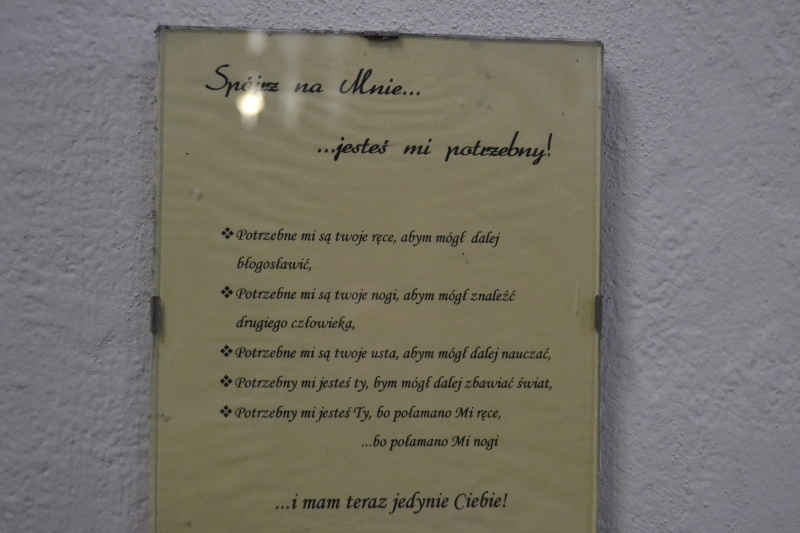 Spójrz na Mnie...
...jesteś mi potrzebny!
❖ Potrzebne mi są twoje ręce, abym mógł dalej
błogosławić,
❖ Potrzebne mi są twoje nogi, abym mógł znaleźć
drugiego człowieka,
❖ Potrzebne mi są twoje usta, abym mógł dalej nauczać,
❖ Potrzebny mi jesteś ty, bym mógł dalej zbawiać świat,
❖ Potrzebny mi jesteś Ty, bo połamano Mi ręce,
...bo połamano Mi nogi
...i mam teraz jedynie Ciebie!